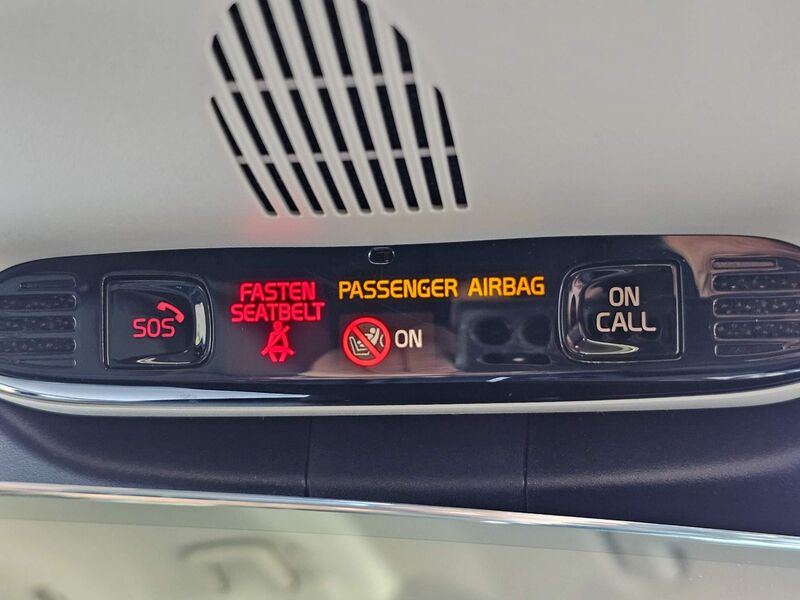 SOS
FASTEN
SEATBELT
PASSENGER AIRBAG
ON
ON
CALL